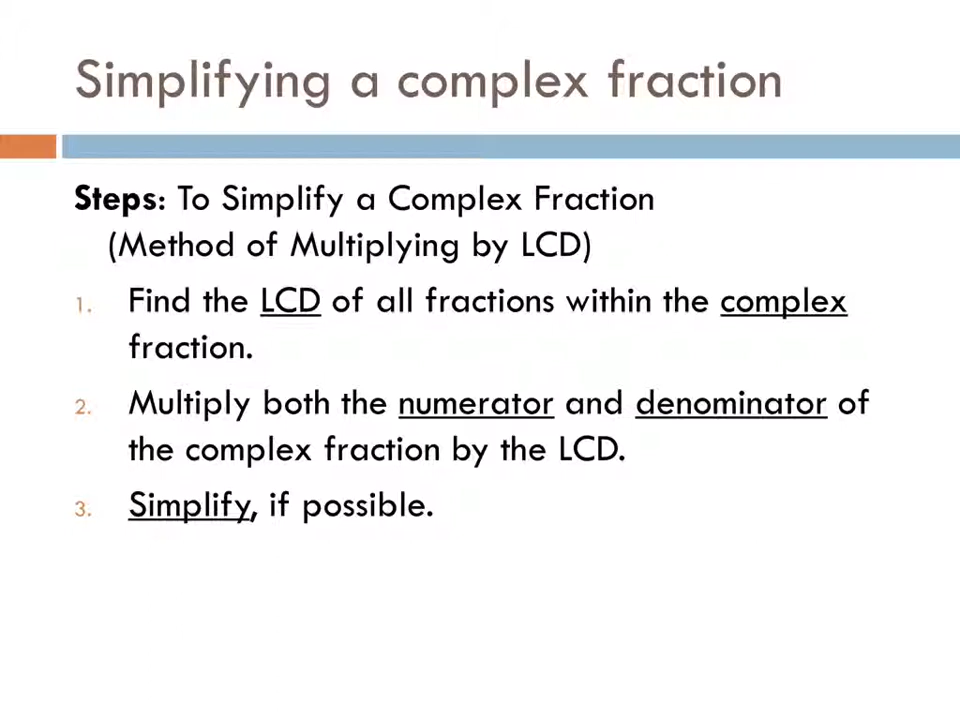 Simplifying a complex fraction
Steps: To Simplify a Complex Fraction
(Method of Multiplying by LCD)
1. Find the LCD of all fractions within the complex
fraction.
2. Multiply both the numerator and denominator of
the complex fraction by the LCD.
3. Simplify, if possible.